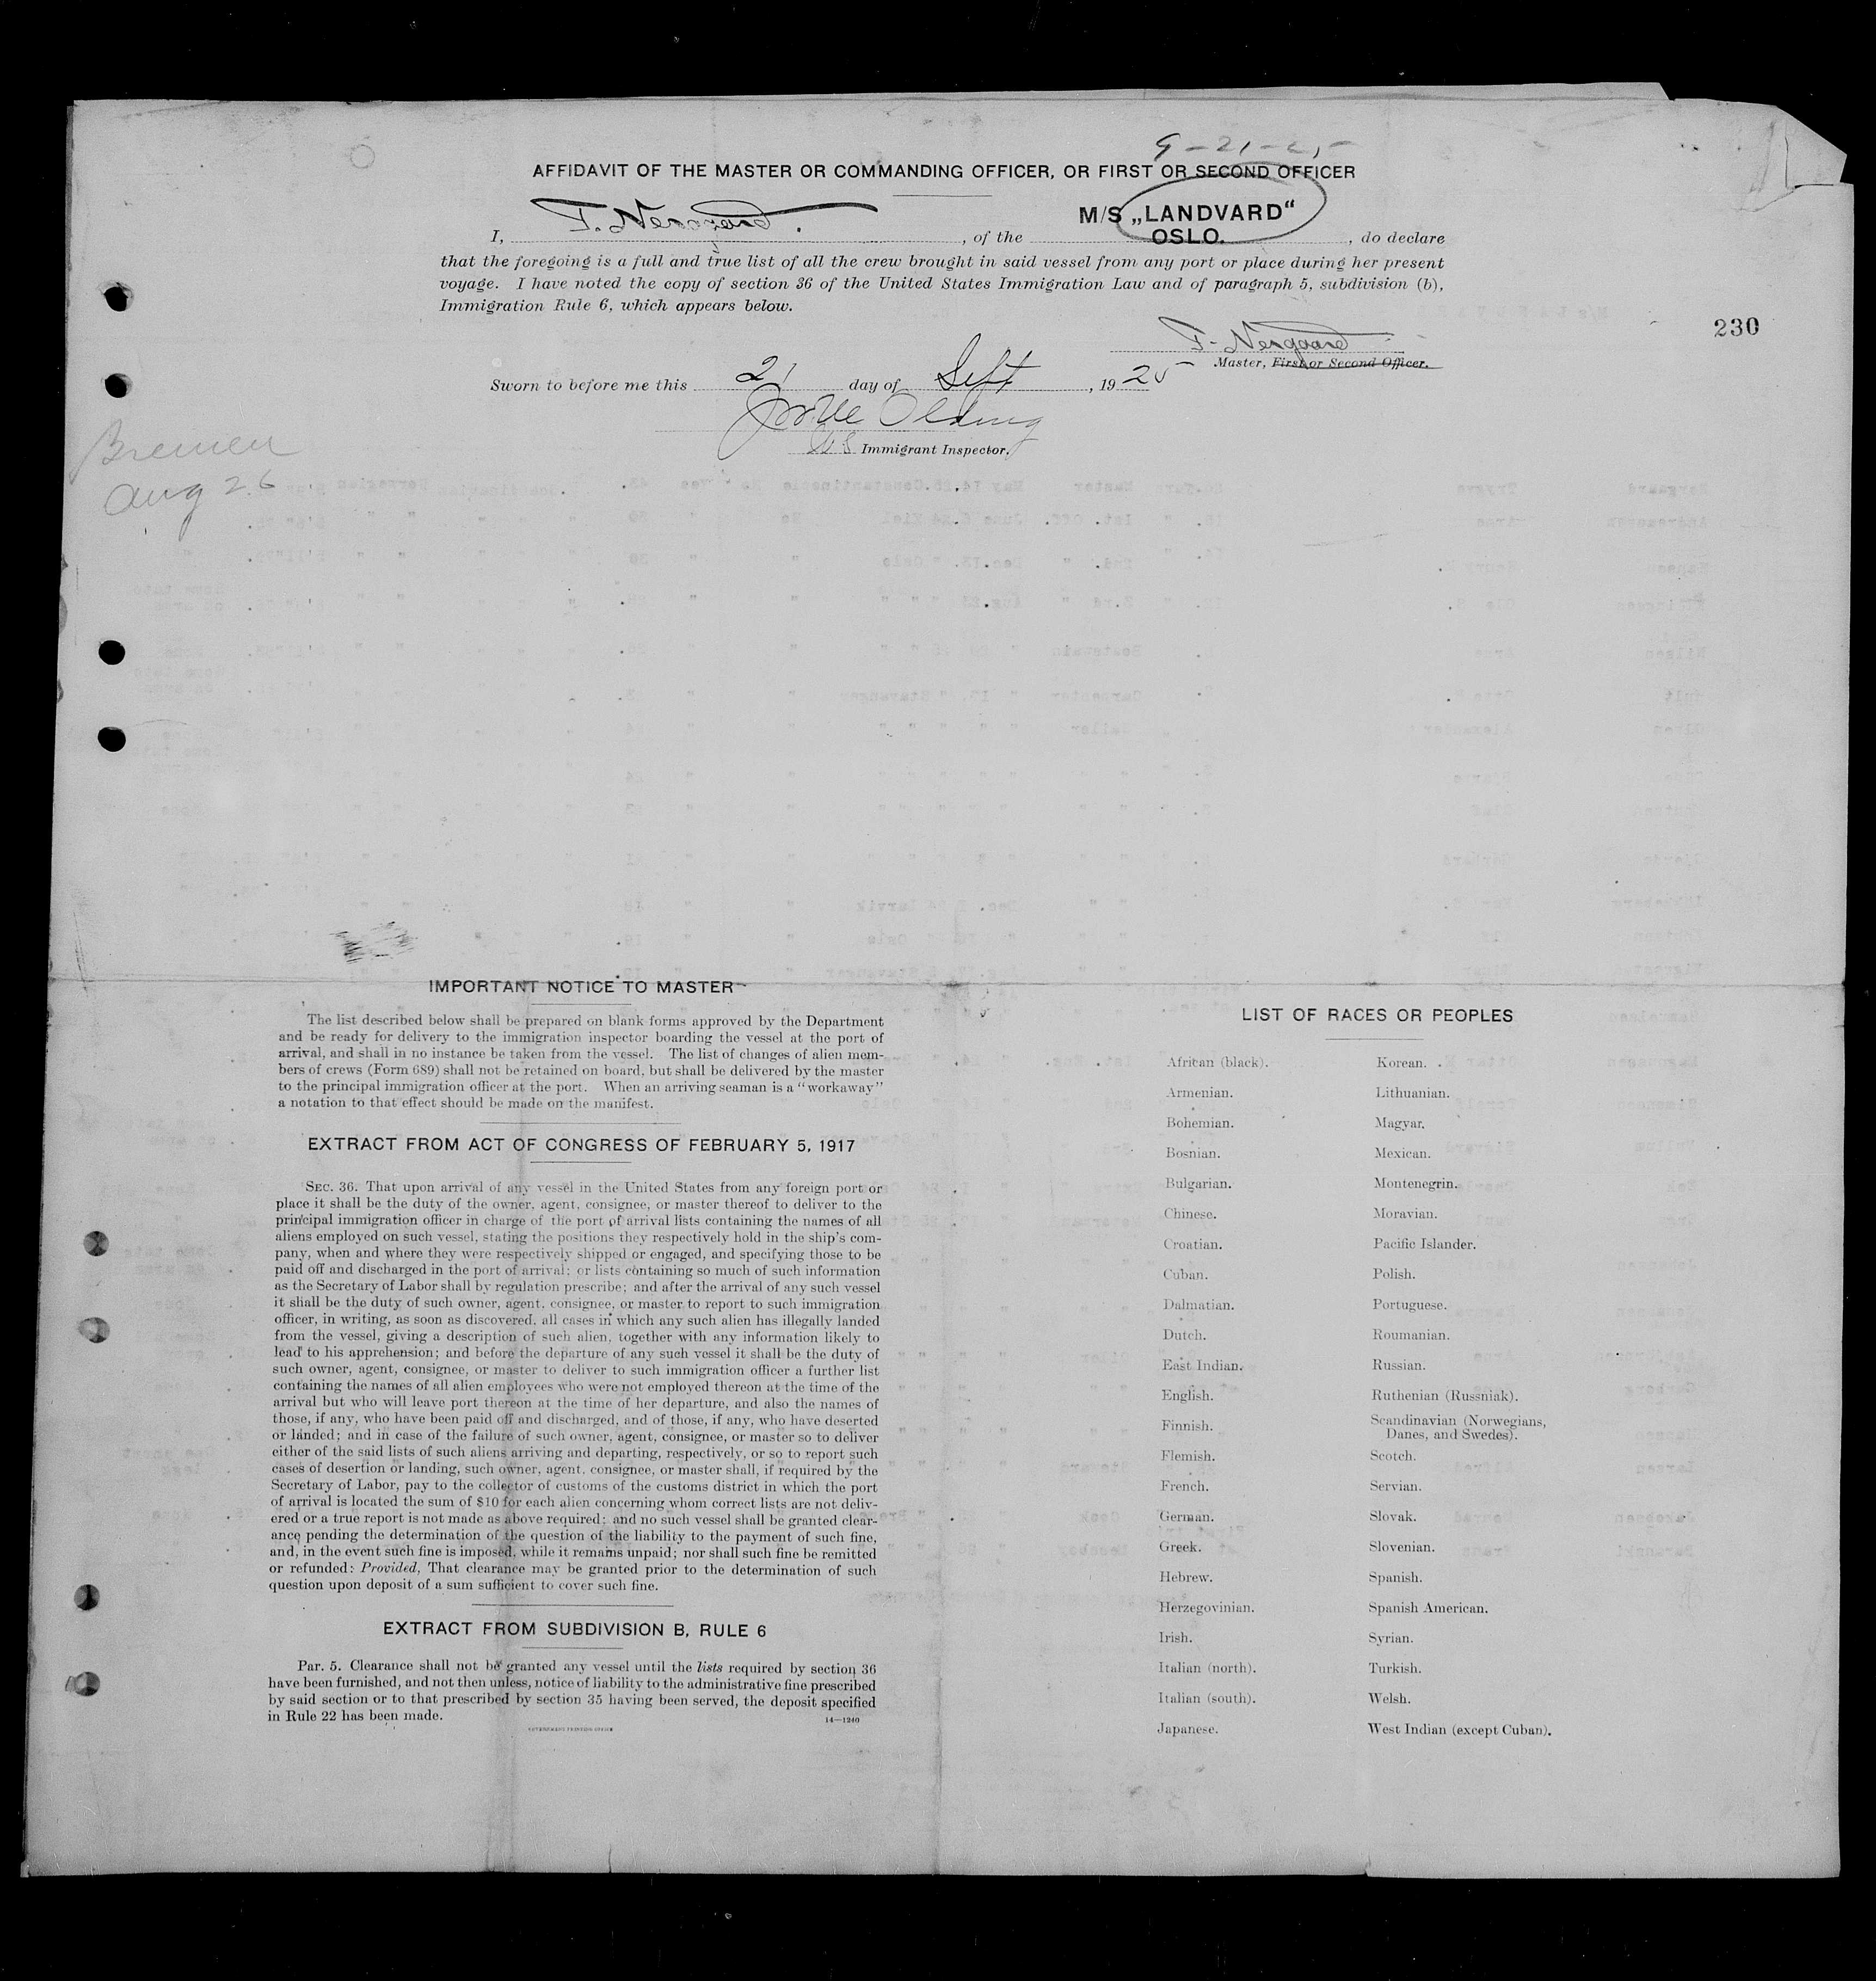 9-21-25
AFFIDAVIT OF THE MASTER OR COMMANDING OFFICER, OR FIRST OR SECOND OFFICER
M/S „LANDVARD“
OSLO.
I, T. Nergaard, of the , do declare
that the foregoing is a full and true list of all the crew brought in said vessel from any port or place during her present
voyage. I have noted the copy of section 36 of the United States Immigration Law and of paragraph 5, subdivision (b),
Immigration Rule 6, which appears below.
230
T. Nergaard
Master, First or Second Officer.
Sworn to before me this 21 day of Sept, 1925
Olding
US Immigrant Inspector.
Bremen
Aug 26
IMPORTANT NOTICE TO MASTER
The list described below shall be prepared on blank forms approved by the Department
and be ready for delivery to the immigration inspector boarding the vessel at the port of
arrival, and shall in no instance be taken from the vessel. The list of changes of alien mem-
bers of crews (Form 689) shall not be retained on board, but shall be delivered by the master
to the principal immigration officer at the port. When an arriving seaman is a “workaway”
a notation to that effect should be made on the manifest.
EXTRACT FROM ACT OF CONGRESS OF FEBRUARY 5, 1917
SEC. 36. That upon arrival of any vessel in the United States from any foreign port or
place it shall be the duty of the owner, agent, consignee, or master thereof to deliver to the
principal immigration officer in charge of the port of arrival lists containing the names of all
aliens employed on such vessel, stating the positions they respectively hold in the ship's com-
pany, when and where they were respectively shipped or engaged, and specifying those to be
paid off and discharged in the port of arrival; or lists containing so much of such information
as the Secretary of Labor shall by regulation prescribe; and after the arrival of any such vessel
it shall be the duty of such owner, agent, consignee, or master to report to such immigration
officer, in writing, as soon as discovered, all cases in which any such alien has illegally landed
from the vessel, giving a description of such alien, together with any information likely to
lead to his apprehension; and before the departure of any such vessel it shall be the duty of
such owner, agent, consignee, or master to deliver to such immigration officer a further list
containing the names of all alien employees who were not employed thereon at the time of the
arrival but who will leave port thereon at the time of her departure, and also the names of
those, if any, who have been paid off and discharged, and of those, if any, who have deserted
or landed; and in case of the failure of such owner, agent, consignee, or master so to deliver
either of the said lists of such aliens arriving and departing, respectively, or so to report such
cases of desertion or landing, such owner, agent, consignee, or master shall, if required by the
Secretary of Labor, pay to the collector of customs of the customs district in which the port
of arrival is located the sum of $10 for each alien concerning whom correct lists are not deliv-
ered or a true report is not made as above required; and no such vessel shall be granted clear-
ance pending the determination of the question of the liability to the payment of such fine,
and, in the event such fine is imposed, while it remains unpaid; nor shall such fine be remitted
or refunded: Provided, That clearance may be granted prior to the determination of such
question upon deposit of a sum sufficient to cover such fine.
EXTRACT FROM SUBDIVISION B, RULE 6
Par. 5. Clearance shall not be granted any vessel until the lists required by section 36
have been furnished, and not then unless, notice of liability to the administrative fine prescribed
by said section or to that prescribed by section 35 having been served, the deposit specified
in Rule 22 has been made.
14—1240
GOVERNMENT PRINTING OFFICE
LIST OF RACES OR PEOPLES
African (black).
Armenian.
Bohemian.
Bosnian.
Bulgarian.
Chinese.
Croatian.
Cuban.
Dalmatian.
Dutch.
East Indian.
English.
Finnish.
Flemish.
French.
German.
Greek.
Hebrew.
Herzegovinian.
Irish.
Italian (north).
Italian (south).
Japanese.
Korean.
Lithuanian.
Magyar.
Mexican.
Montenegrin.
Moravian.
Pacific Islander.
Polish.
Portuguese.
Roumanian.
Russian.
Ruthenian (Russniak).
Scandinavian (Norwegians,
Danes, and Swedes).
Scotch.
Servian.
Slovak.
Slovenian.
Spanish.
Spanish American.
Syrian.
Turkish.
Welsh.
West Indian (except Cuban).